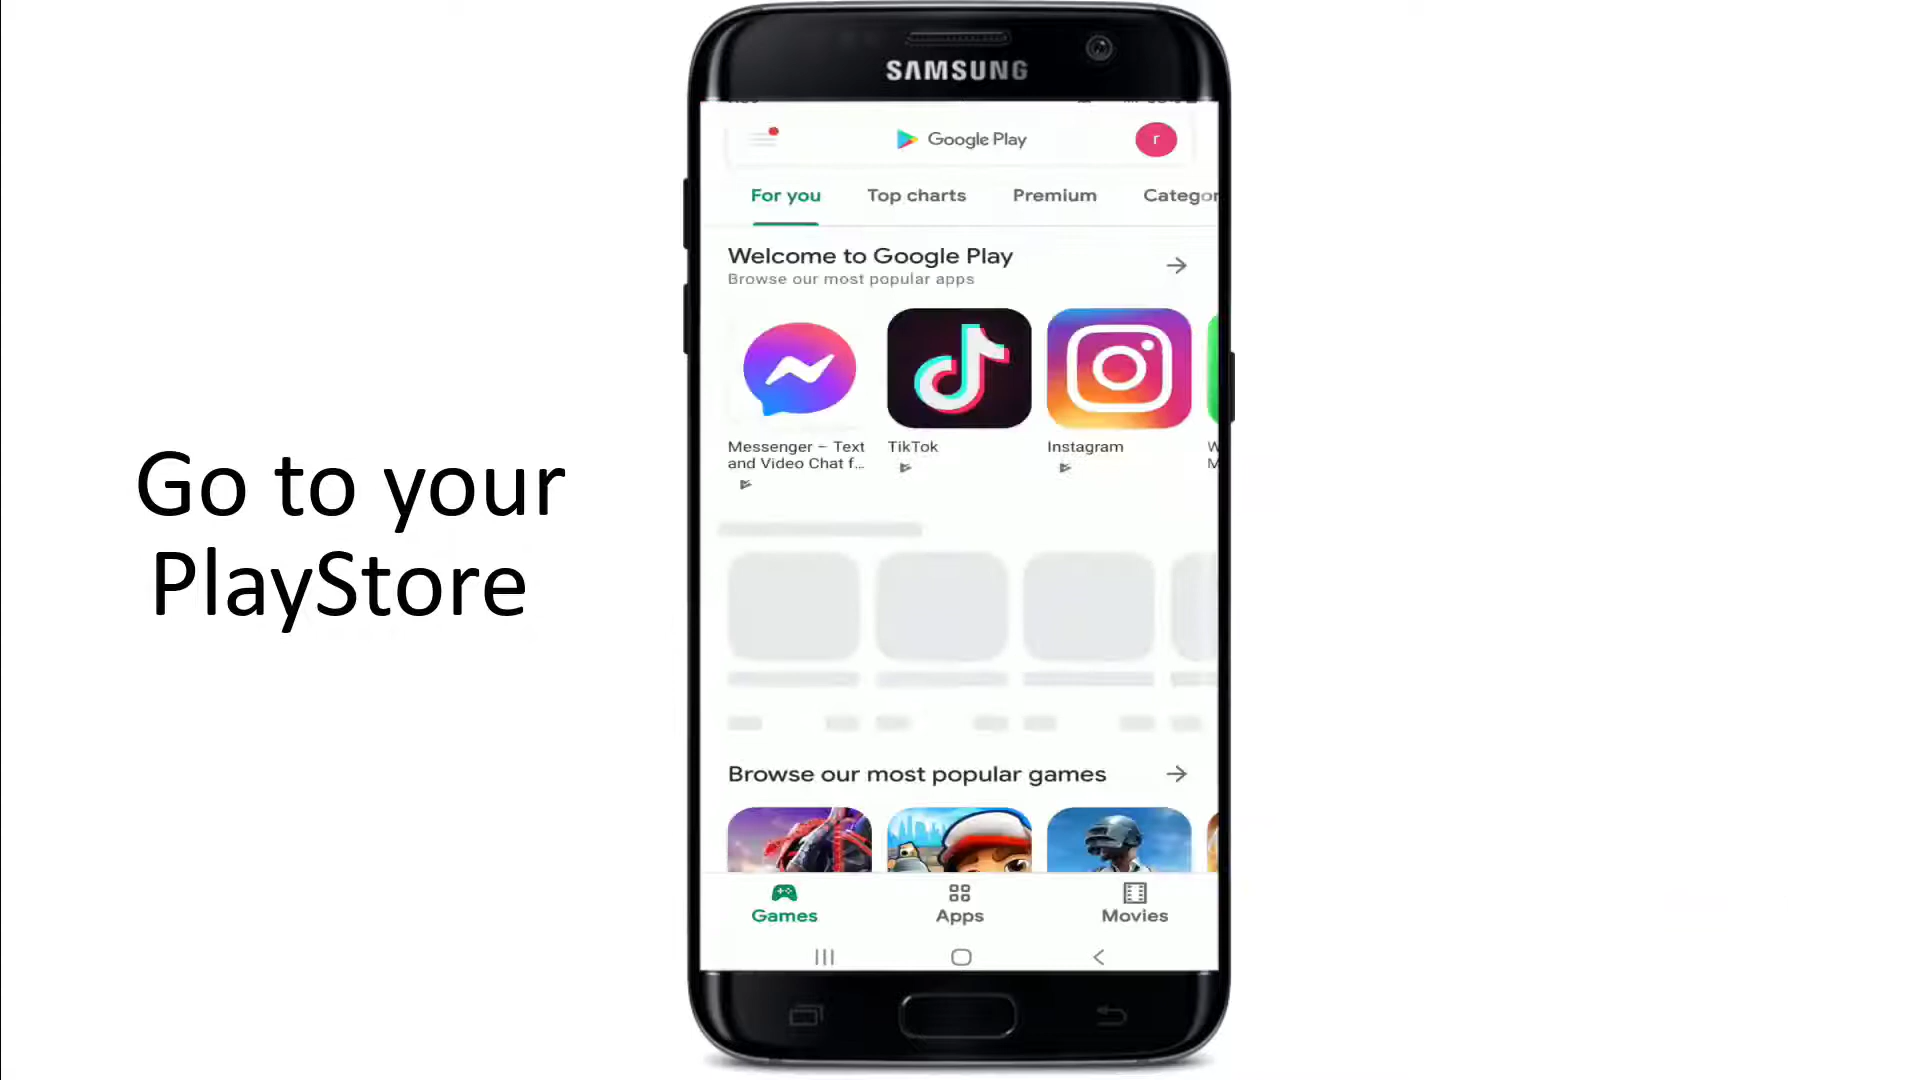 Go to your
PlayStore
SAMSUNG
Google Play
r
For you Top charts Premium Categor
Welcome to Google Play
Browse our most popular apps
Messenger – Text
and Video Chat f...
TikTok
Instagram
W
M
Browse our most popular games
Games Apps Movies